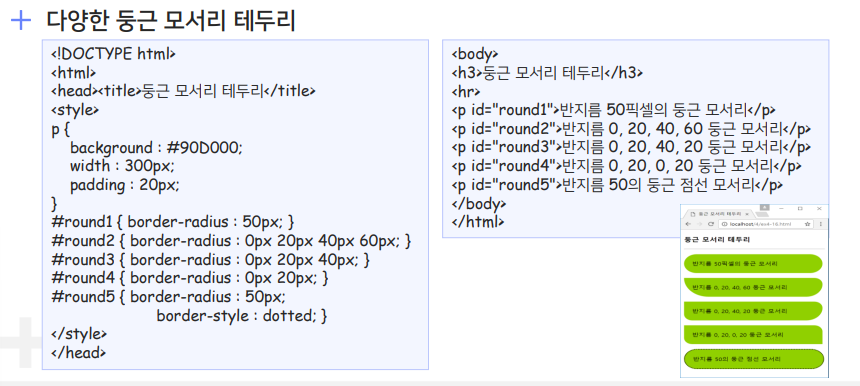 다양한 둥근 모서리 테두리
<!DOCTYPE html>
<html>
<head><title>둥근 모서리 테두리</title>
<style>
p {
background : #90D000;
width : 300px;
padding : 20px;
}
#round1 { border-radius : 50px; }
#round2 { border-radius : 0px 20px 40px 60px; }
#round3 { border-radius : 0px 20px 40px; }
#round4 { border-radius : 0px 20px; }
#round5 { border-radius : 50px;
border-style : dotted; }
</style>
</head>
<body>
<h3>둥근 모서리 테두리</h3>
<hr>
<p id="round1">반지름 50픽셀의 둥근 모서리</p>
<p id="round2">반지름 0, 20, 40, 60 둥근 모서리</p>
<p id="round3">반지름 0, 20, 40, 20 둥근 모서리</p>
<p id="round4">반지름 0, 20, 0, 20 둥근 모서리</p>
<p id="round5">반지름 50의 둥근 점선 모서리</p>
</body>
</html>
둥근 모서리 테두리
localhost/4/ex4-16.html
둥근 모서리 테두리
반지름 50픽셀의 둥근 모서리
반지름 0, 20, 40, 60 둥근 모서리
반지름 0, 20, 40, 20 둥근 모서리
반지름 0, 20, 0, 20 둥근 모서리
반지름 50의 둥근 점선 모서리